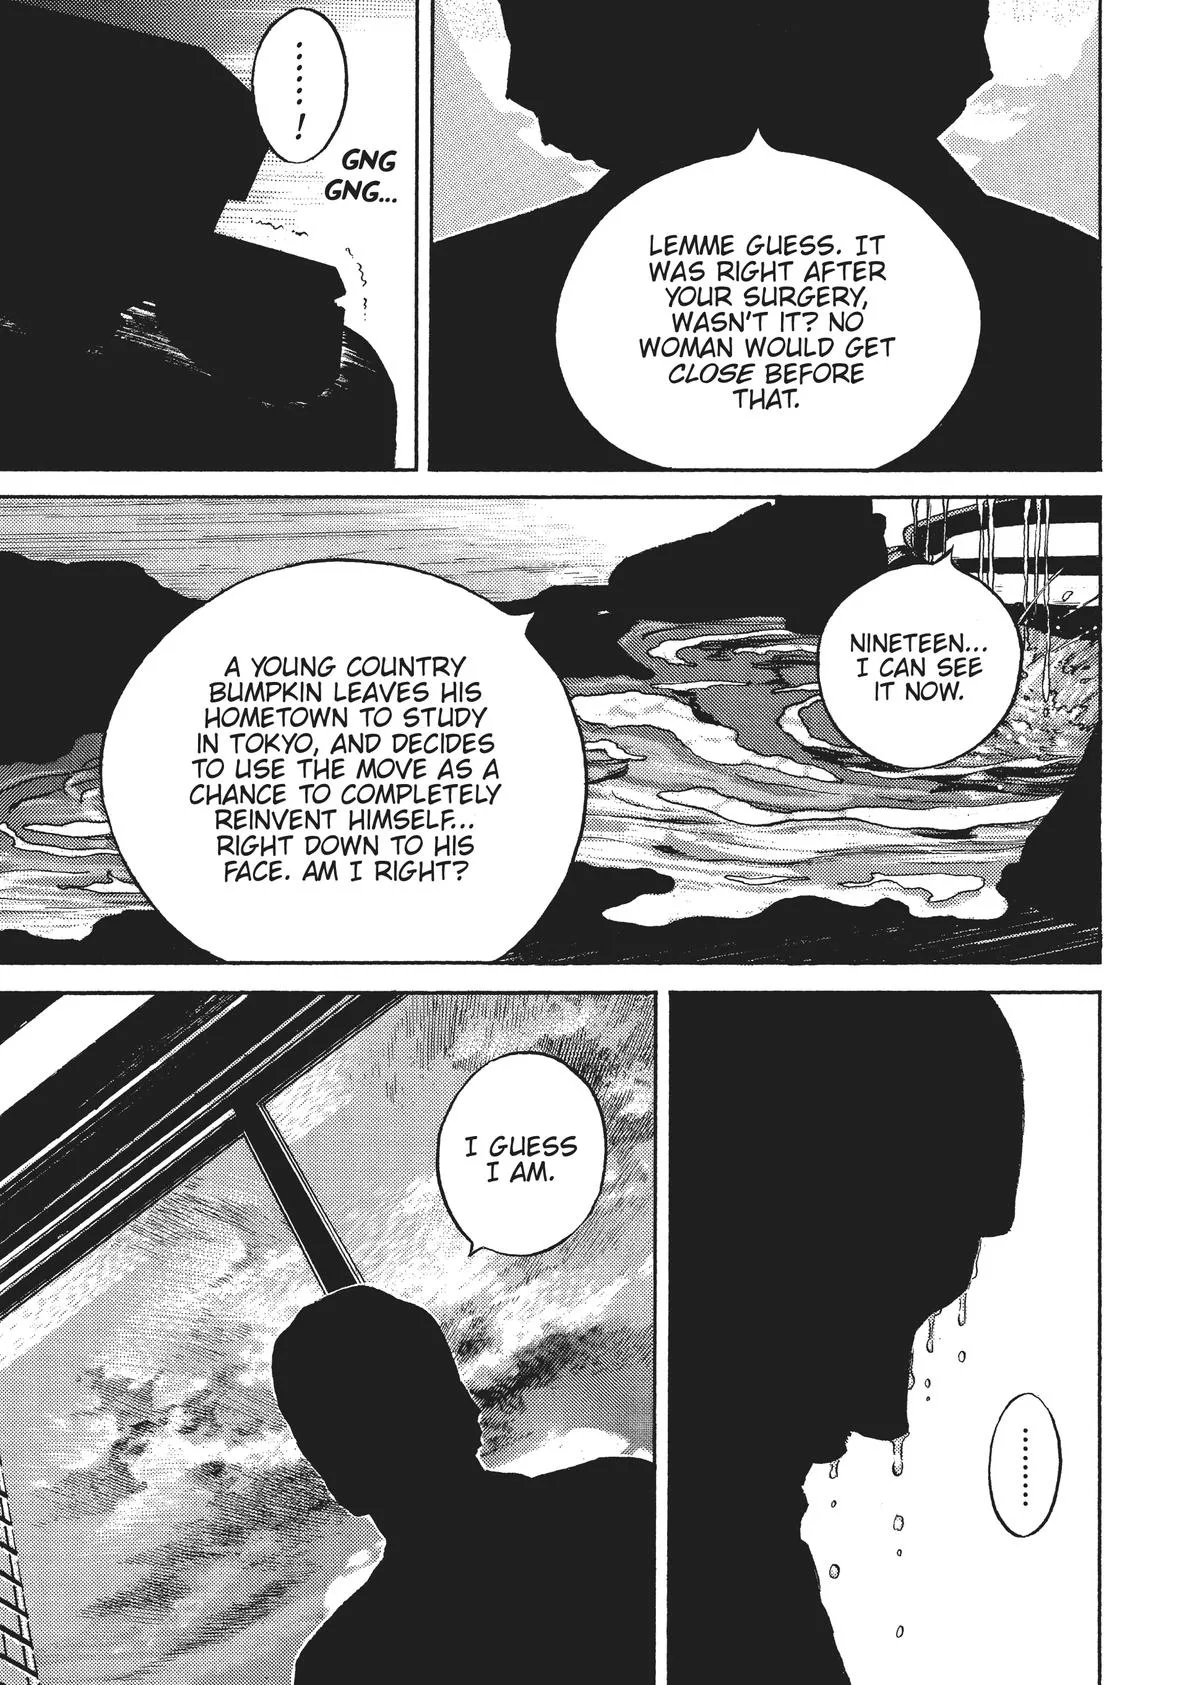 LEMME GUESS. IT
WAS RIGHT AFTER
YOUR SURGERY,
WASN'T IT? NO
WOMAN WOULD GET
CLOSE BEFORE
THAT.
......!
GNG
GNG...
NINETEEN...
I CAN SEE
IT NOW.
A YOUNG COUNTRY
BUMPKIN LEAVES HIS
HOMETOWN TO STUDY
IN TOKYO, AND DECIDES
TO USE THE MOVE AS A
CHANCE TO COMPLETELY
REINVENT HIMSELF...
RIGHT DOWN TO HIS
FACE. AM I RIGHT?
.........
I GUESS
I AM.